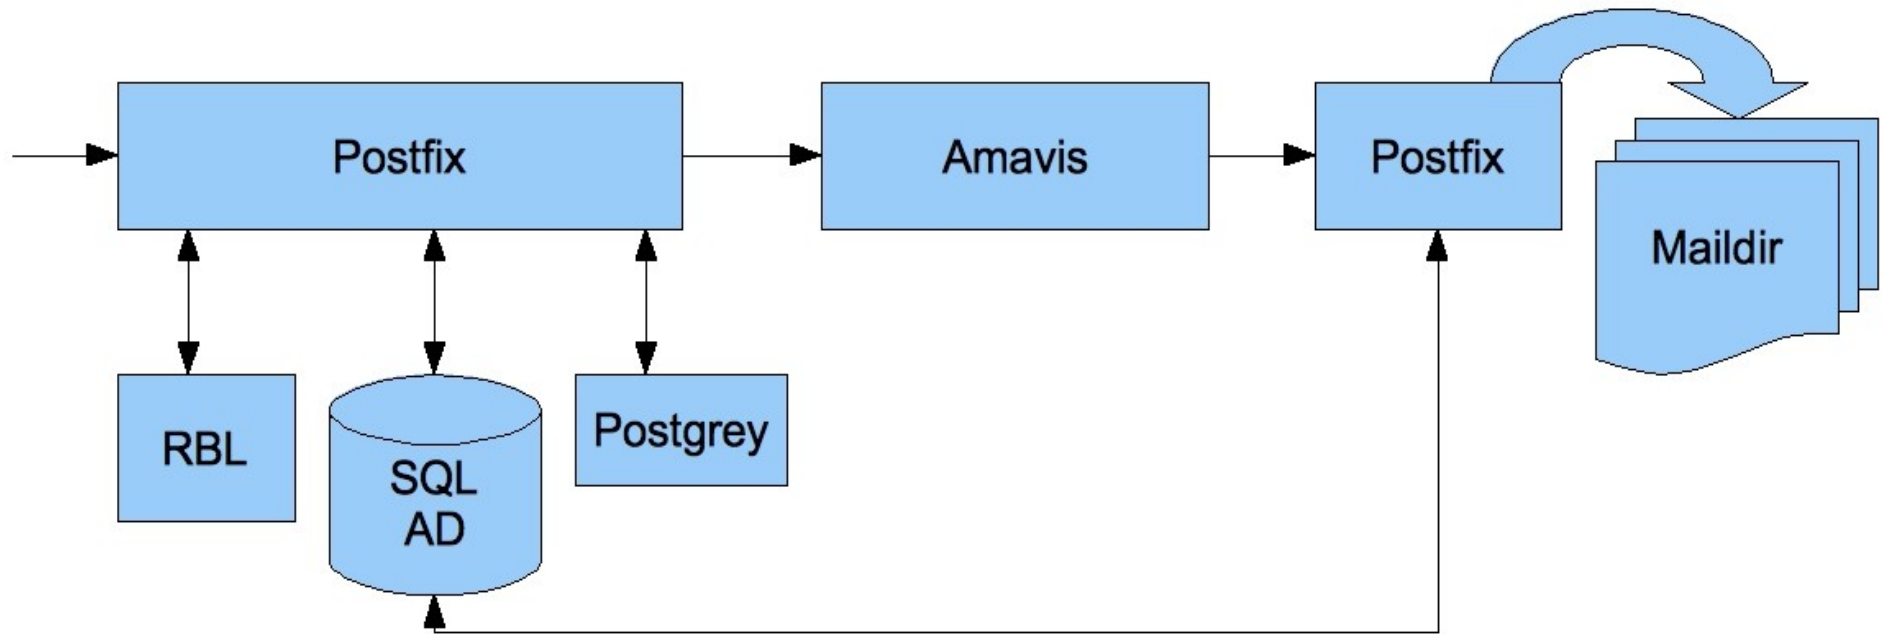 Postfix
Amavis
Postfix
Maildir
RBL
SQL
AD
Postgrey